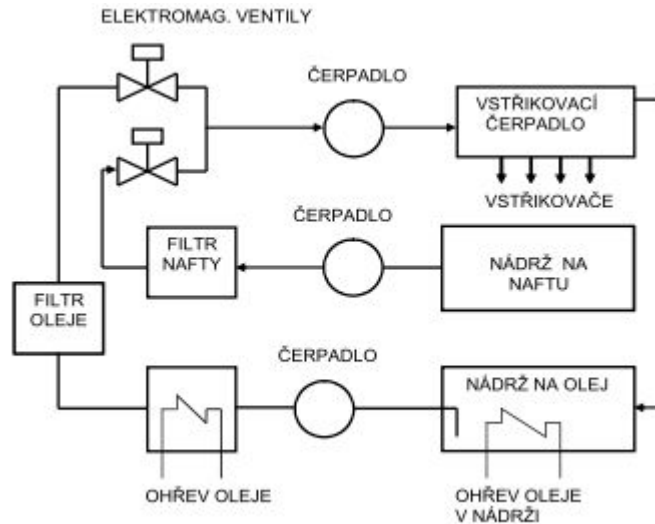 ELEKTROMAG. VENTILY
ČERPADLO
VSTŘIKOVACÍ
ČERPADLO
VSTŘIKOVAČE
ČERPADLO
FILTR
NAFTY
NÁDRŽ NA
NAFTU
FILTR
OLEJE
ČERPADLO
NÁDRŽ NA OLEJ
OHŘEV OLEJE
OHŘEV OLEJE
V NÁDRŽI